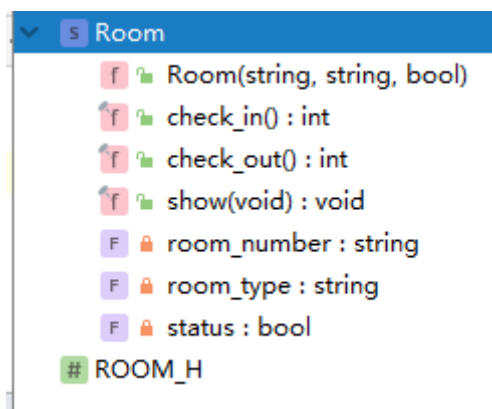 S Room
f Room(string, string, bool)
f check_in() : int
f check_out() : int
f show(void) : void
F room_number : string
F room_type : string
F status : bool
# ROOM_H